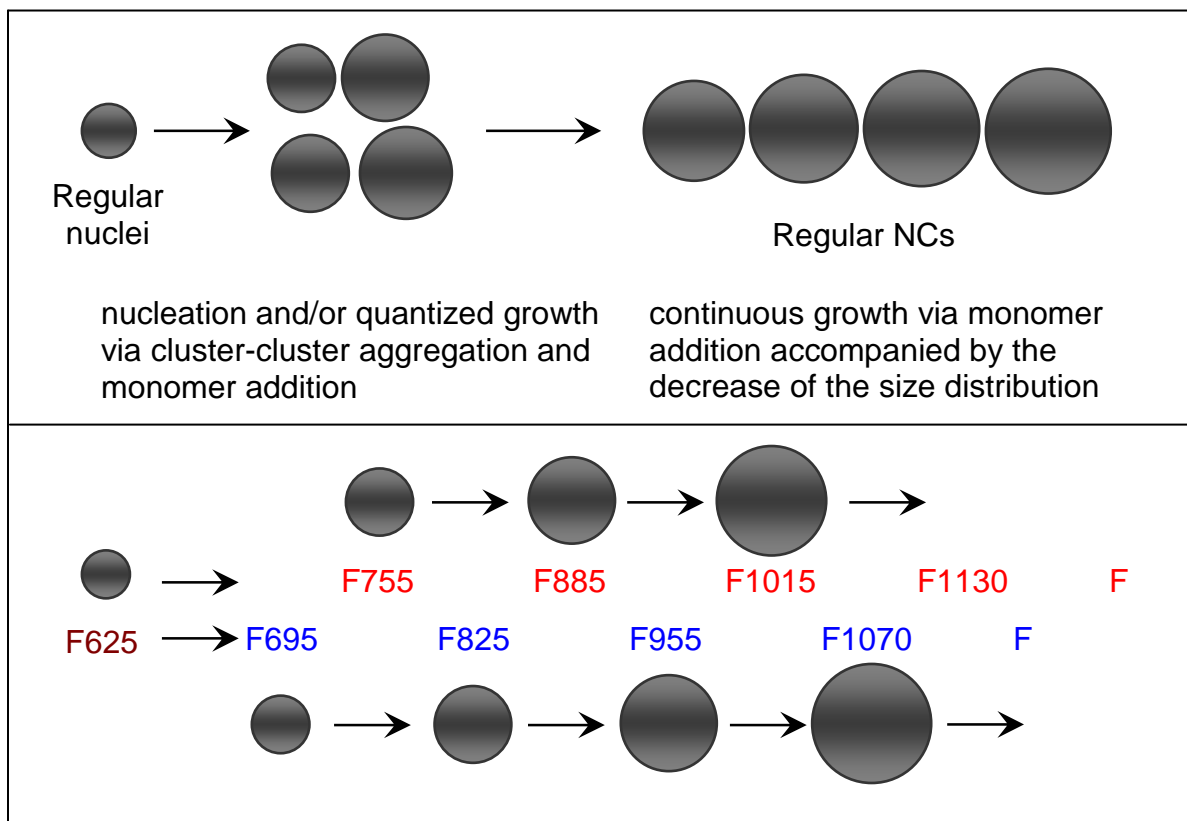 Regular
nuclei
Regular NCs
nucleation and/or quantized growth
via cluster-cluster aggregation and
monomer addition
continuous growth via monomer
addition accompanied by the
decrease of the size distribution
F755 F885 F1015 F1130 F
F625 F695 F825 F955 F1070 F